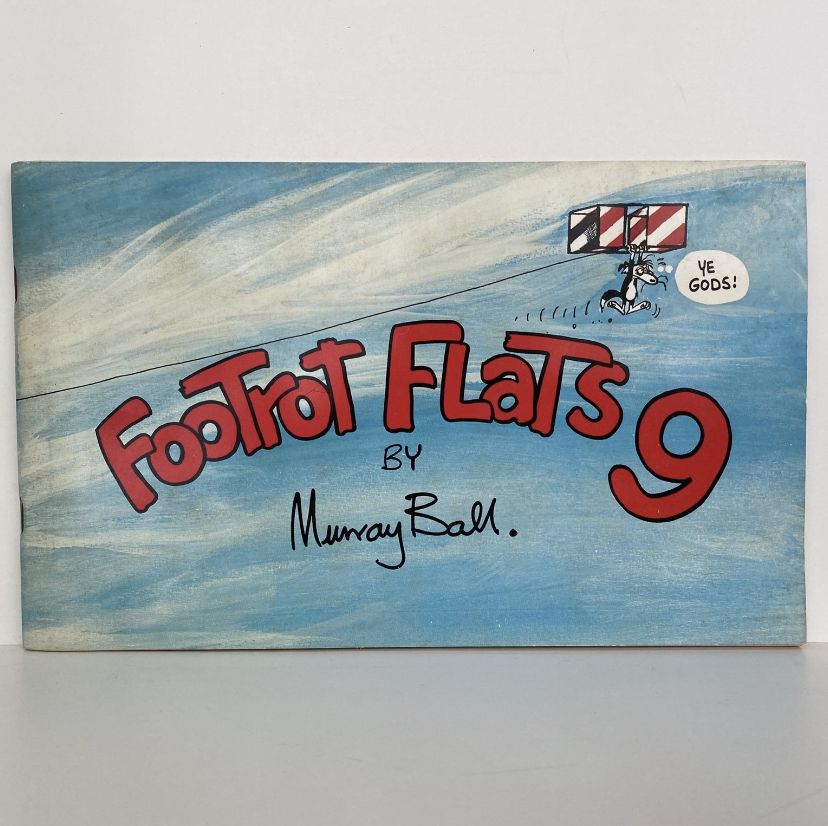 YE
GODS!
FOOTROT FLATS 9
BY
Murray Ball.